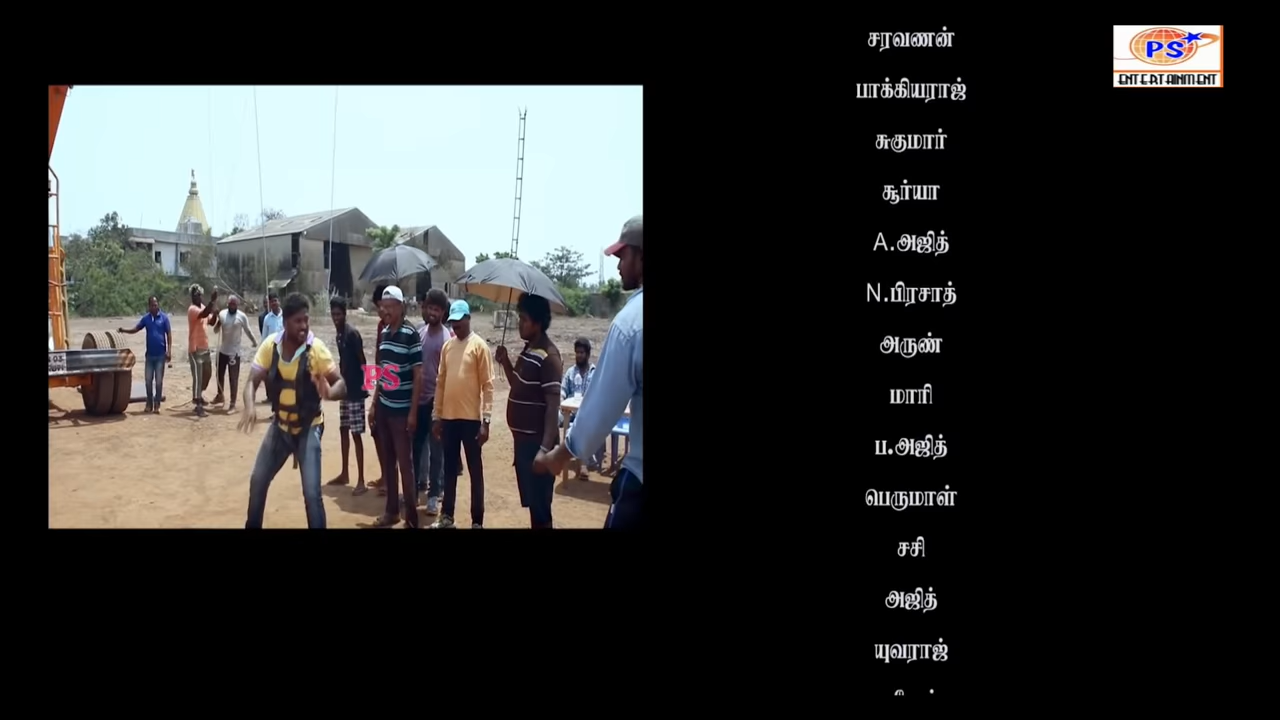 சரவணன்
பாக்கியராஜ்
சுகுமார்
சூர்யா
A.அஜித்
N.பிரசாத்
அருண்
மாரி
ப.அஜித்
பெருமாள்
சசி
அஜித்
யுவராஜ்
PS
ENTERTAINMENT
PS